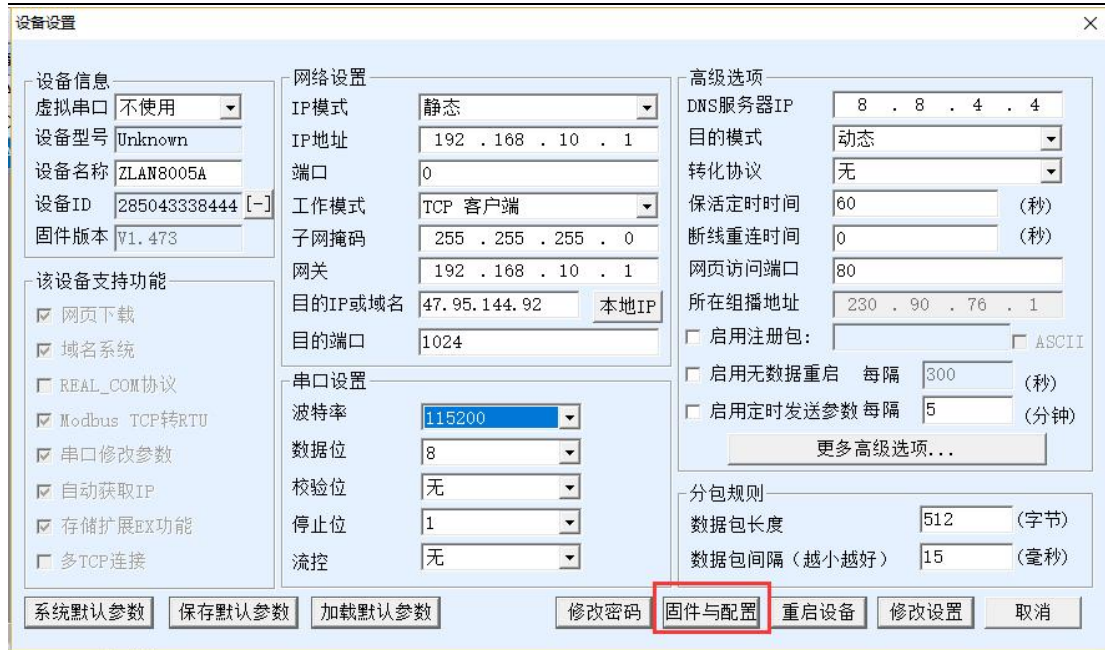 设备设置
设备信息
虚拟串口 不使用
设备型号 Unknown
设备名称 ZLAN8005A
设备ID 285043338444 [-]
固件版本 V1.473
该设备支持功能
网页下载
域名系统
REAL_COM协议
Modbus TCP转RTU
串口修改参数
自动获取IP
存储扩展EX功能
多TCP连接
网络设置
IP模式 静态
IP地址 192 . 168 . 10 . 1
端口 0
工作模式 TCP 客户端
子网掩码 255 . 255 . 255 . 0
网关 192 . 168 . 10 . 1
目的IP或域名 47.95.144.92 本地IP
目的端口 1024
串口设置
波特率 115200
数据位 8
校验位 无
停止位 1
流控 无
高级选项
DNS服务器IP 8 . 8 . 4 . 4
目的模式 动态
转化协议 无
保活定时时间 60 (秒)
断线重连时间 0 (秒)
网页访问端口 80
所在组播地址 230 . 90 . 76 . 1
启用注册包: ASCII
启用无数据重启 每隔 300 (秒)
启用定时发送参数 每隔 5 (分钟)
更多高级选项...
分包规则
数据包长度 512 (字节)
数据包间隔(越小越好) 15 (毫秒)
系统默认参数 保存默认参数 加载默认参数 修改密码 固件与配置 重启设备 修改设置 取消